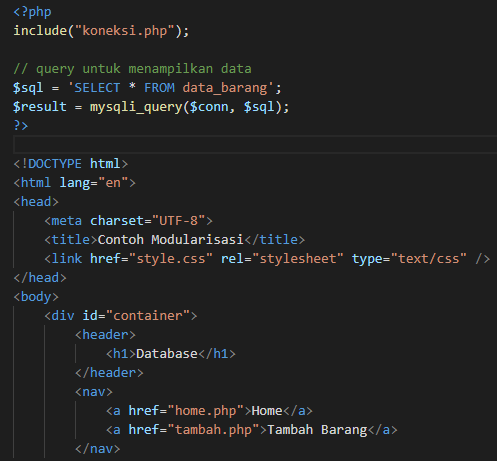 <?php
include("koneksi.php");

// query untuk menampilkan data
$sql = 'SELECT * FROM data_barang';
$result = mysqli_query($conn, $sql);
?>

<!DOCTYPE html>
<html lang="en">
<head>
    <meta charset="UTF-8">
    <title>Contoh Modularisasi</title>
    <link href="style.css" rel="stylesheet" type="text/css" />
</head>
<body>
    <div id="container">
        <header>
            <h1>Database</h1>
        </header>
        <nav>
            <a href="home.php">Home</a>
            <a href="tambah.php">Tambah Barang</a>
        </nav>